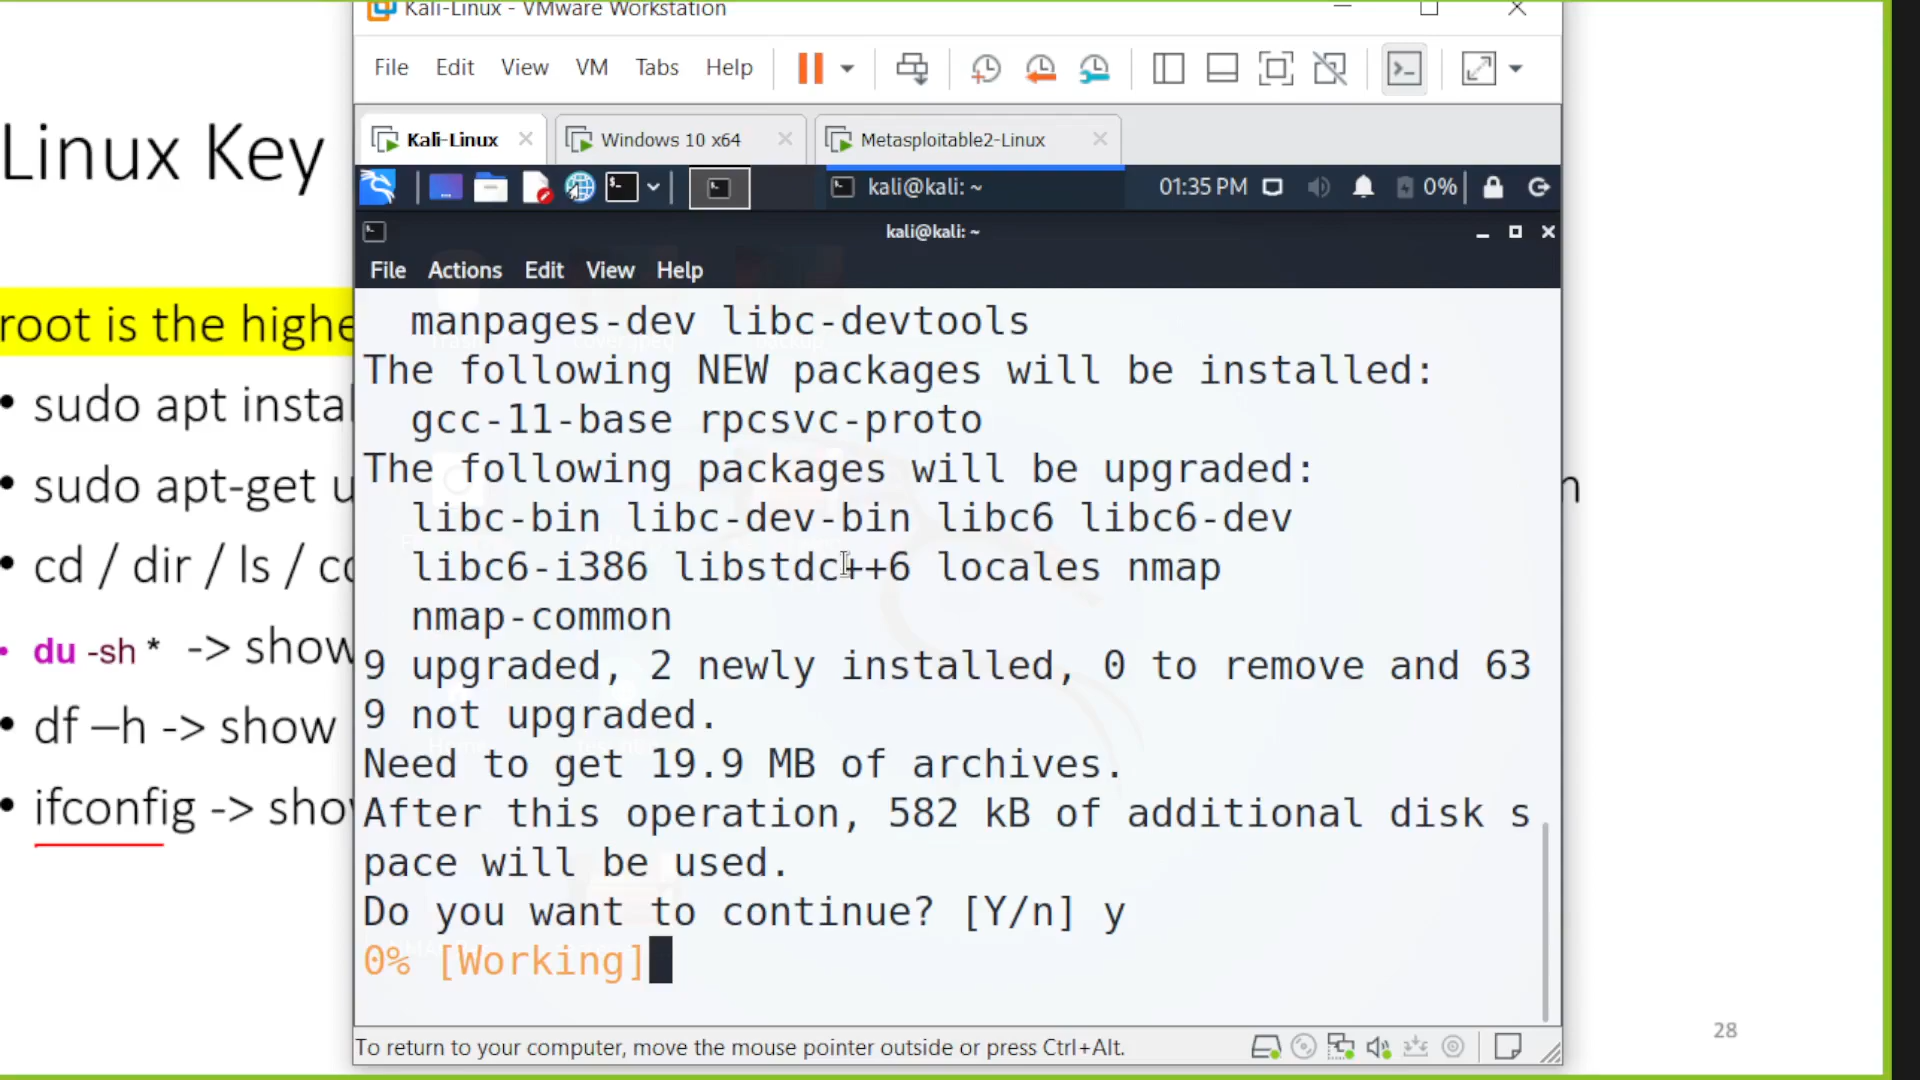 Kali-Linux - VMware Workstation
File Edit View VM Tabs Help
Kali-Linux Windows 10 x64 Metasploitable2-Linux
kali@kali: ~ 01:35 PM 0%
kali@kali: ~
File Actions Edit View Help
manpages-dev libc-devtools
The following NEW packages will be installed:
gcc-11-base rpcsvc-proto
The following packages will be upgraded:
libc-bin libc-dev-bin libc6 libc6-dev
libc6-i386 libstdc++6 locales nmap
nmap-common
9 upgraded, 2 newly installed, 0 to remove and 63
9 not upgraded.
Need to get 19.9 MB of archives.
After this operation, 582 kB of additional disk s
pace will be used.
Do you want to continue? [Y/n] y
0% [Working]
To return to your computer, move the mouse pointer outside or press Ctrl+Alt.
Linux Key
root is the highe
• sudo apt instal
• sudo apt-get u
• cd / dir / ls / co
• du -sh * -> show
• df –h -> show
• ifconfig -> show
28